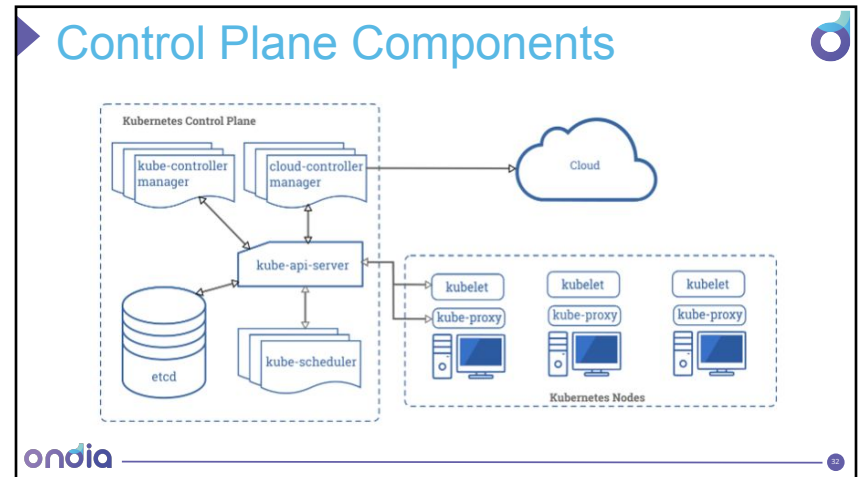 Control Plane Components
Kubernetes Control Plane
kube-controller
manager
cloud-controller
manager
Cloud
kube-api-server
kubelet
kubelet
kubelet
kube-proxy
kube-proxy
kube-proxy
etcd
kube-scheduler
Kubernetes Nodes
ondia
32